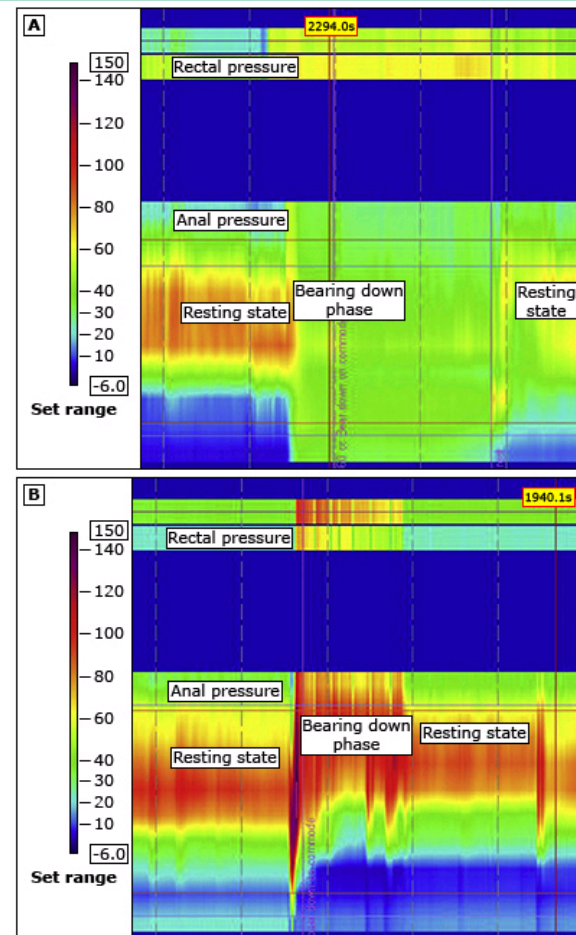 A
2294.0s
150
140
120
100
80
60
40
30
20
10
-6.0
Set range
Rectal pressure
Anal pressure
Resting state
Bearing down
phase
Resting
state
B
1940.1s
150
140
120
100
80
60
40
30
20
10
-6.0
Set range
Rectal pressure
Anal pressure
Resting state
Bearing down
phase
Resting state